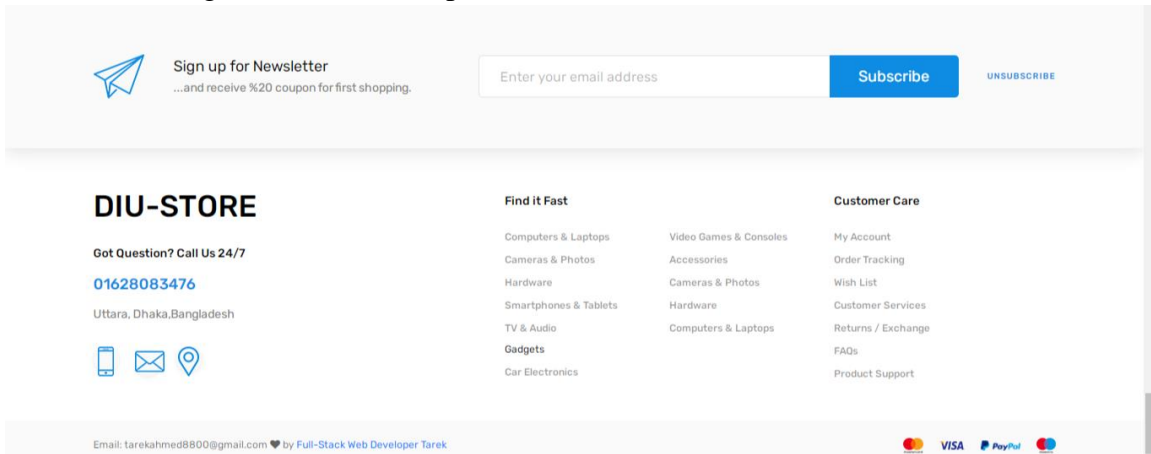 Sign up for Newsletter
...and receive %20 coupon for first shopping.
Enter your email address
Subscribe
UNSUBSCRIBE
DIU-STORE
Got Question? Call Us 24/7
01628083476
Uttara, Dhaka,Bangladesh
Find it Fast
Computers & Laptops
Cameras & Photos
Hardware
Smartphones & Tablets
TV & Audio
Gadgets
Car Electronics
Video Games & Consoles
Accessories
Cameras & Photos
Hardware
Computers & Laptops
Customer Care
My Account
Order Tracking
Wish List
Customer Services
Returns / Exchange
FAQs
Product Support
Email: tarekahmed8800@gmail.com ♥ by Full-Stack Web Developer Tarek
VISA
PayPal